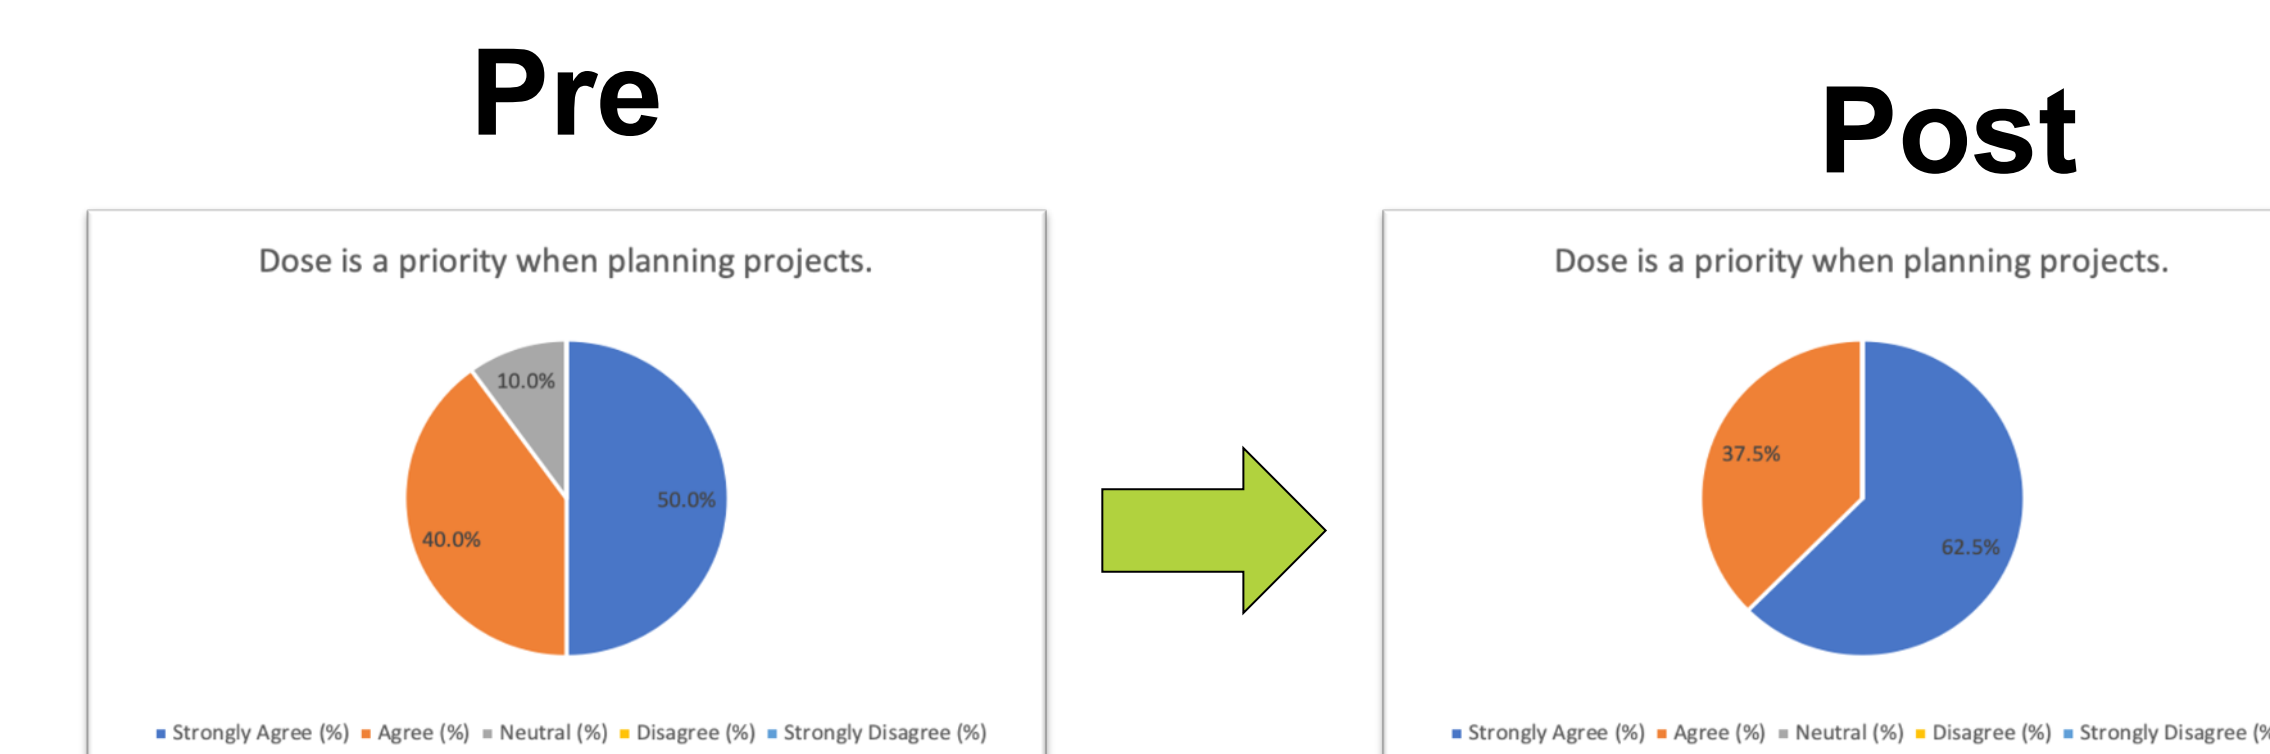 Pre
Post
Dose is a priority when planning projects.
10.0%
50.0%
40.0%
Strongly Agree (%) Agree (%) Neutral (%) Disagree (%) Strongly Disagree (%)
Dose is a priority when planning projects.
37.5%
62.5%
Strongly Agree (%) Agree (%) Neutral (%) Disagree (%) Strongly Disagree (%